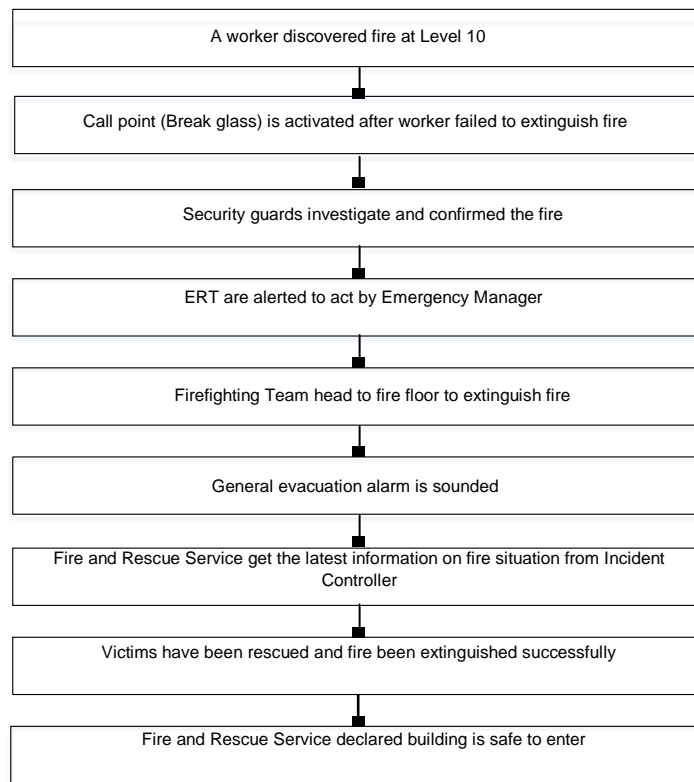 A worker discovered fire at Level 10
Call point (Break glass) is activated after worker failed to extinguish fire
Security guards investigate and confirmed the fire
ERT are alerted to act by Emergency Manager
Firefighting Team head to fire floor to extinguish fire
General evacuation alarm is sounded
Fire and Rescue Service get the latest information on fire situation from Incident
Controller
Victims have been rescued and fire been extinguished successfully
Fire and Rescue Service declared building is safe to enter